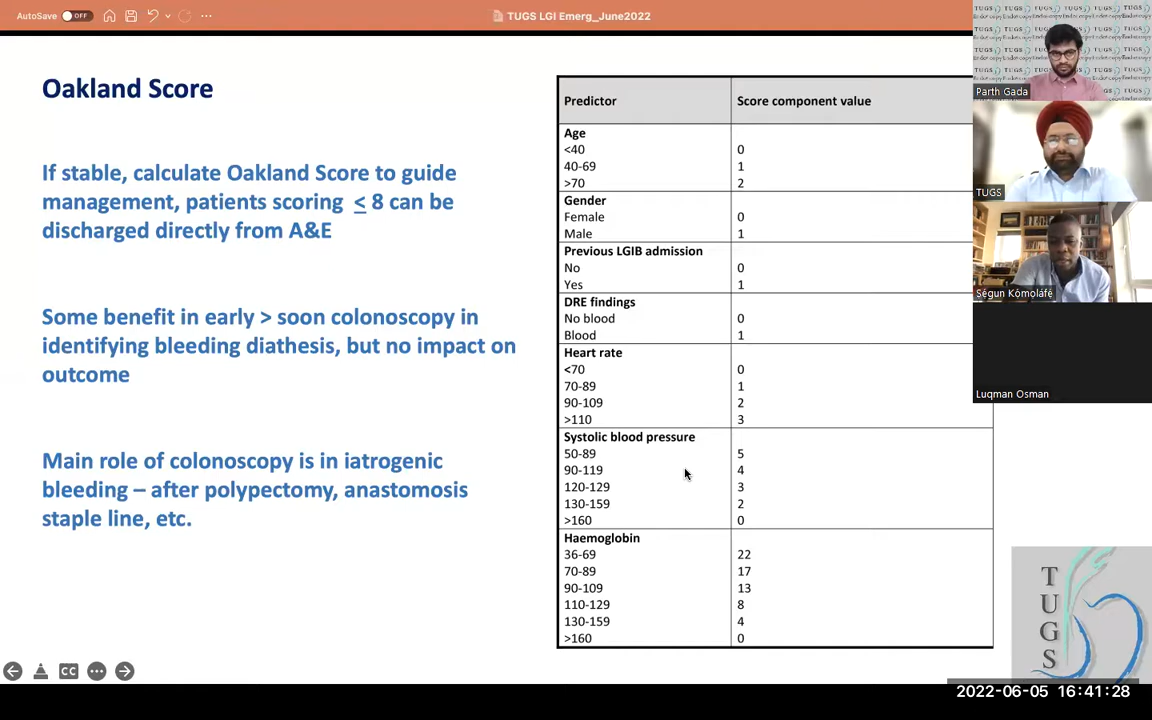 AutoSave OFF
TUGS LGI Emerg_June2022
Oakland Score
If stable, calculate Oakland Score to guide
management, patients scoring ≤ 8 can be
discharged directly from A&E
Some benefit in early > soon colonoscopy in
identifying bleeding diathesis, but no impact on
outcome
Main role of colonoscopy is in iatrogenic
bleeding – after polypectomy, anastomosis
staple line, etc.
Predictor Score component value
Age
<40 0
40-69 1
>70 2
Gender
Female 0
Male 1
Previous LGIB admission
No 0
Yes 1
DRE findings
No blood 0
Blood 1
Heart rate
<70 0
70-89 1
90-109 2
>110 3
Systolic blood pressure
50-89 5
90-119 4
120-129 3
130-159 2
>160 0
Haemoglobin
36-69 22
70-89 17
90-109 13
110-129 8
130-159 4
>160 0
Parth Gada
TUGS
Ṣégun Kómoláfé
Luqman Osman
TUGS
CC
2022-06-05 16:41:28